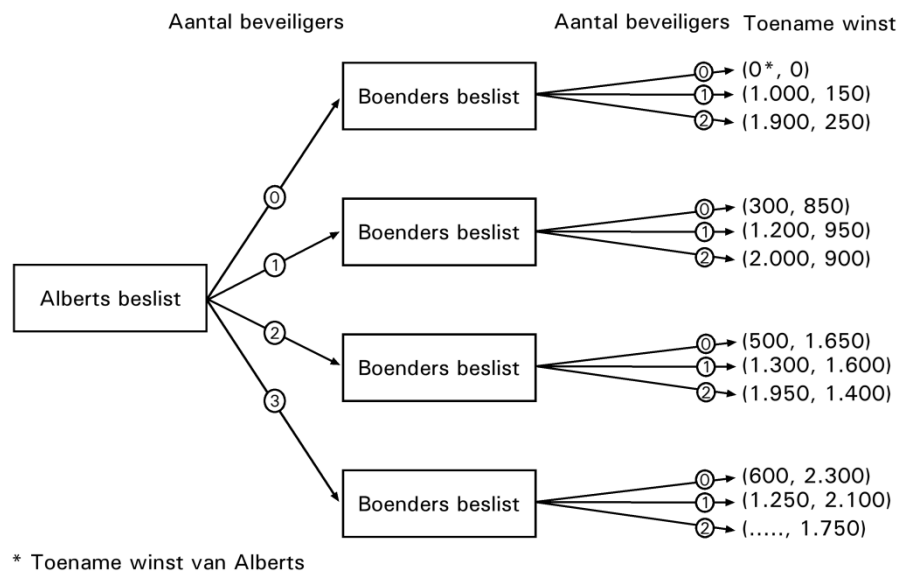 Aantal beveiligers Aantal beveiligers Toename winst
Boenders beslist
0 (0*, 0)
1 (1.000, 150)
2 (1.900, 250)
0
Boenders beslist
0 (300, 850)
1 (1.200, 950)
2 (2.000, 900)
1
Alberts beslist
2
Boenders beslist
0 (500, 1.650)
1 (1.300, 1.600)
2 (1.950, 1.400)
3
Boenders beslist
0 (600, 2.300)
1 (1.250, 2.100)
2 (....., 1.750)
* Toename winst van Alberts